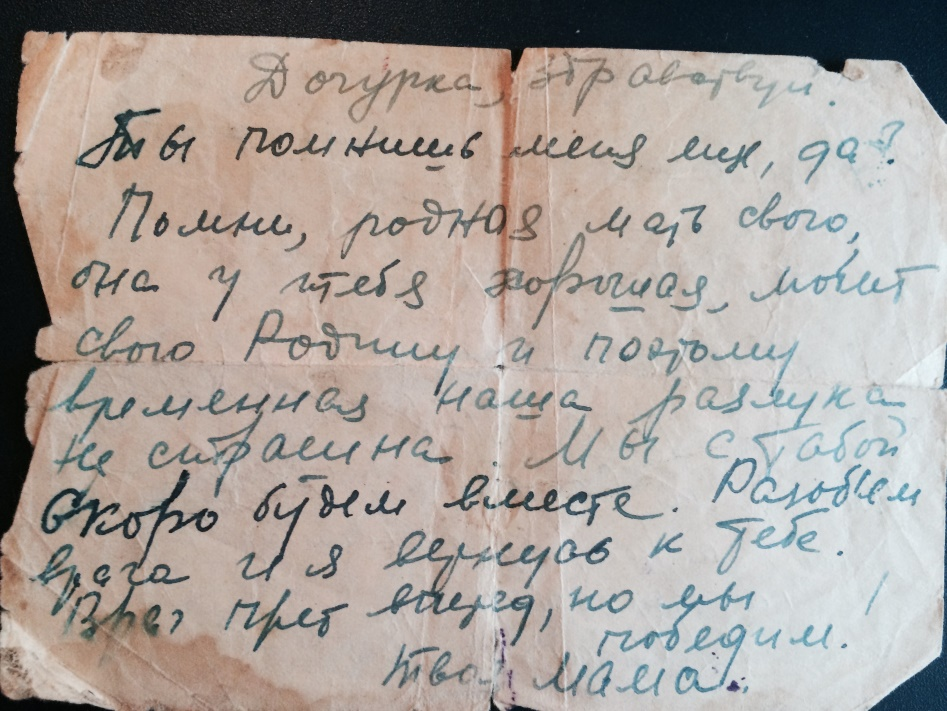 Дочурка, здравствуй!
Ты помнишь меня еще, да?
Помни, родная мать свою,
она у тебя хорошая, любит
свою Родину и поэтому
временная наша разлука
не страшна. Мы с табой
скоро будем вместе. Разобьем
врага и я вернусь к тебе.
Враг прет вперед, но мы
победим!
Твоя мама.